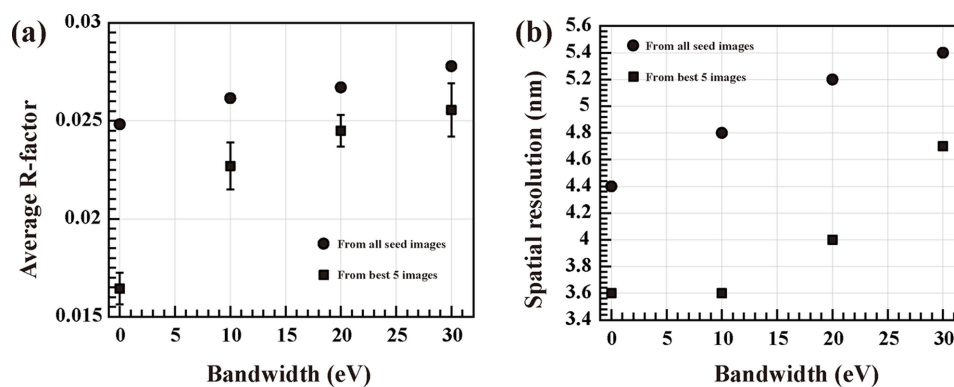 (a)
0.03
0.025
0.02
0.015
Average R-factor
From all seed images
From best 5 images
0 5 10 15 20 25 30
Bandwidth (eV)
(b)
5.6
5.4
5.2
5
4.8
4.6
4.4
4.2
4
3.8
3.6
3.4
Spatial resolution (nm)
From all seed images
From best 5 images
0 5 10 15 20 25 30
Bandwidth (eV)